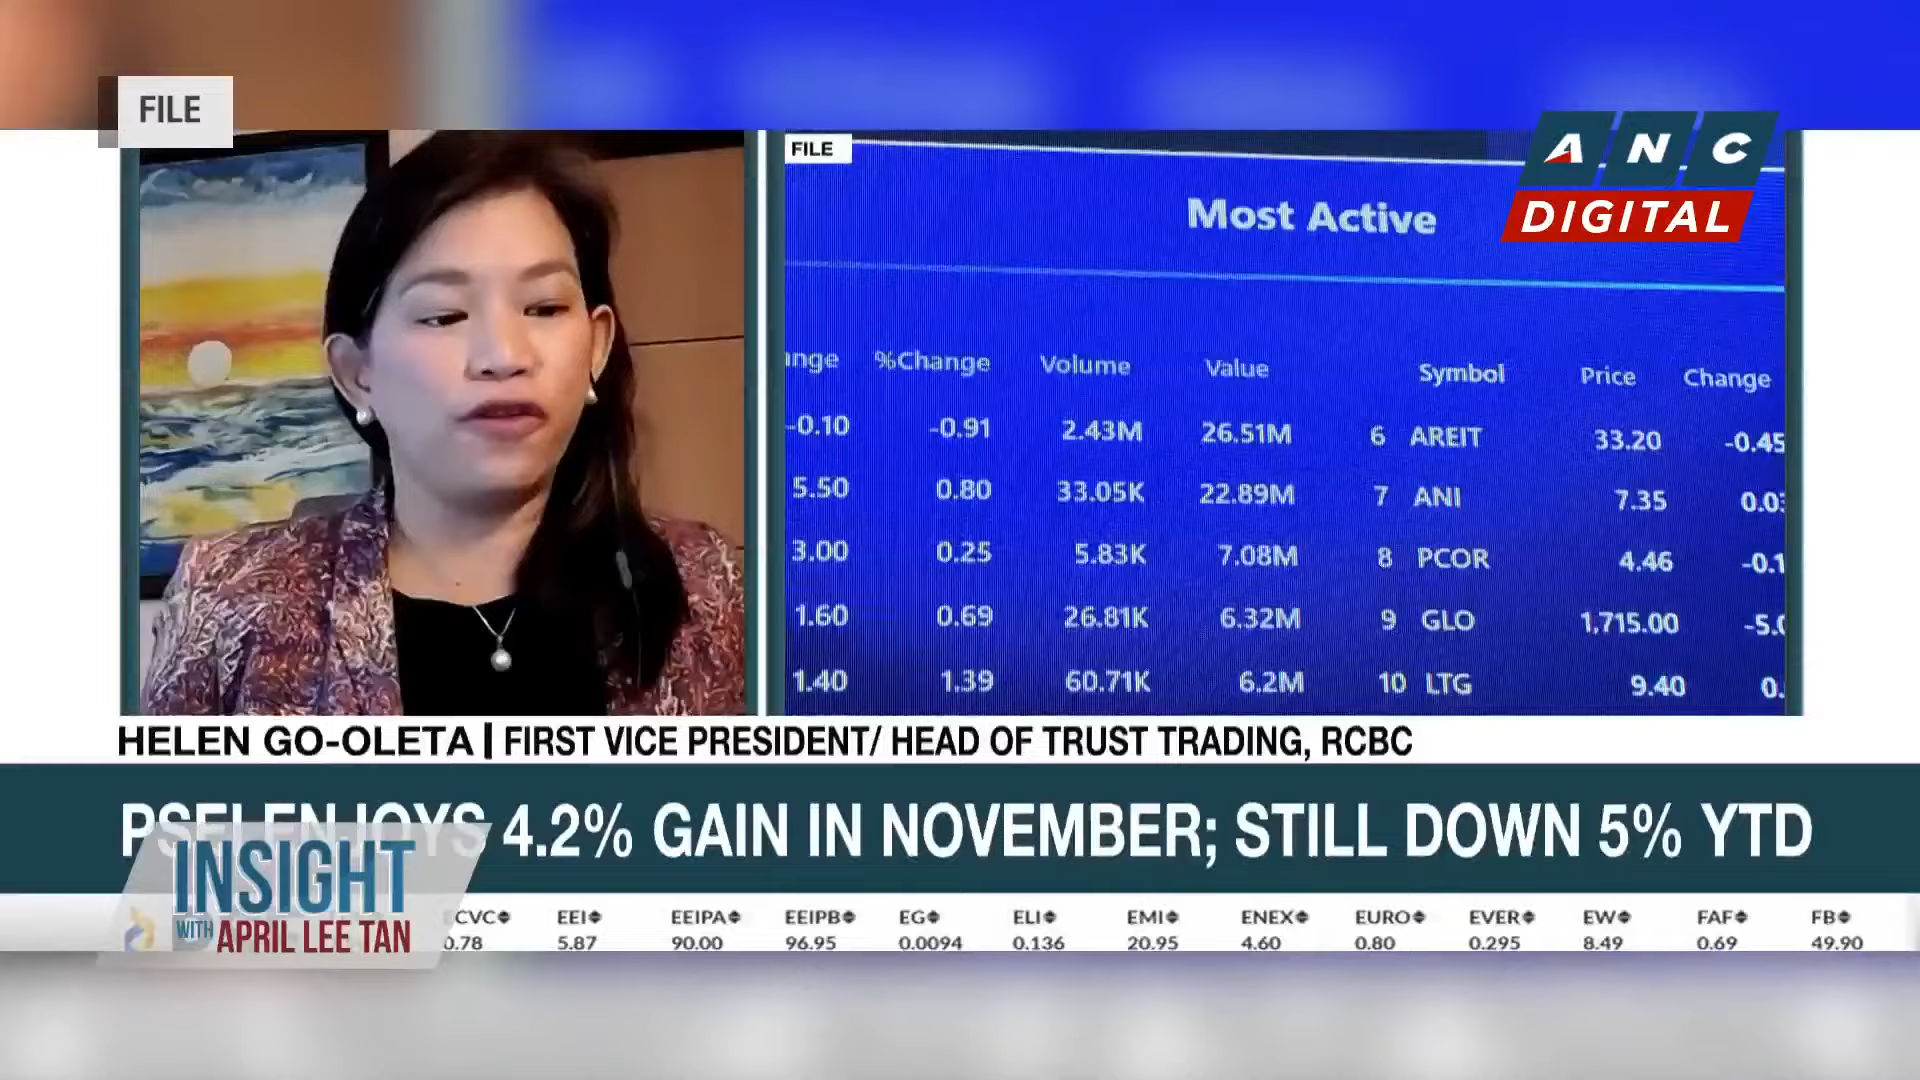 FILE
FILE
ANC
DIGITAL
Most Active
%Change Volume Value Symbol Price Change
-0.10 -0.91 2.43M 26.51M 6 AREIT 33.20 -0.45
5.50 0.80 33.05K 22.89M 7 ANI 7.35
3.00 0.25 5.83K 7.08M 8 PCOR 4.46
1.60 0.69 26.81K 6.32M 9 GLO 1,715.00
1.40 1.39 60.71K 6.2M 10 LTG 9.40
HELEN GO-OLETA | FIRST VICE PRESIDENT/ HEAD OF TRUST TRADING, RCBC
PSEI ENJOYS 4.2% GAIN IN NOVEMBER; STILL DOWN 5% YTD
INSIGHT
WITH APRIL LEE TAN
EEI EEIPA EEIPB EG ELI EMI ENEX EURO EVER EW FAF FB
0.78 5.87 90.00 96.95 0.0094 0.136 20.95 4.60 0.80 0.295 8.49 0.69 49.90